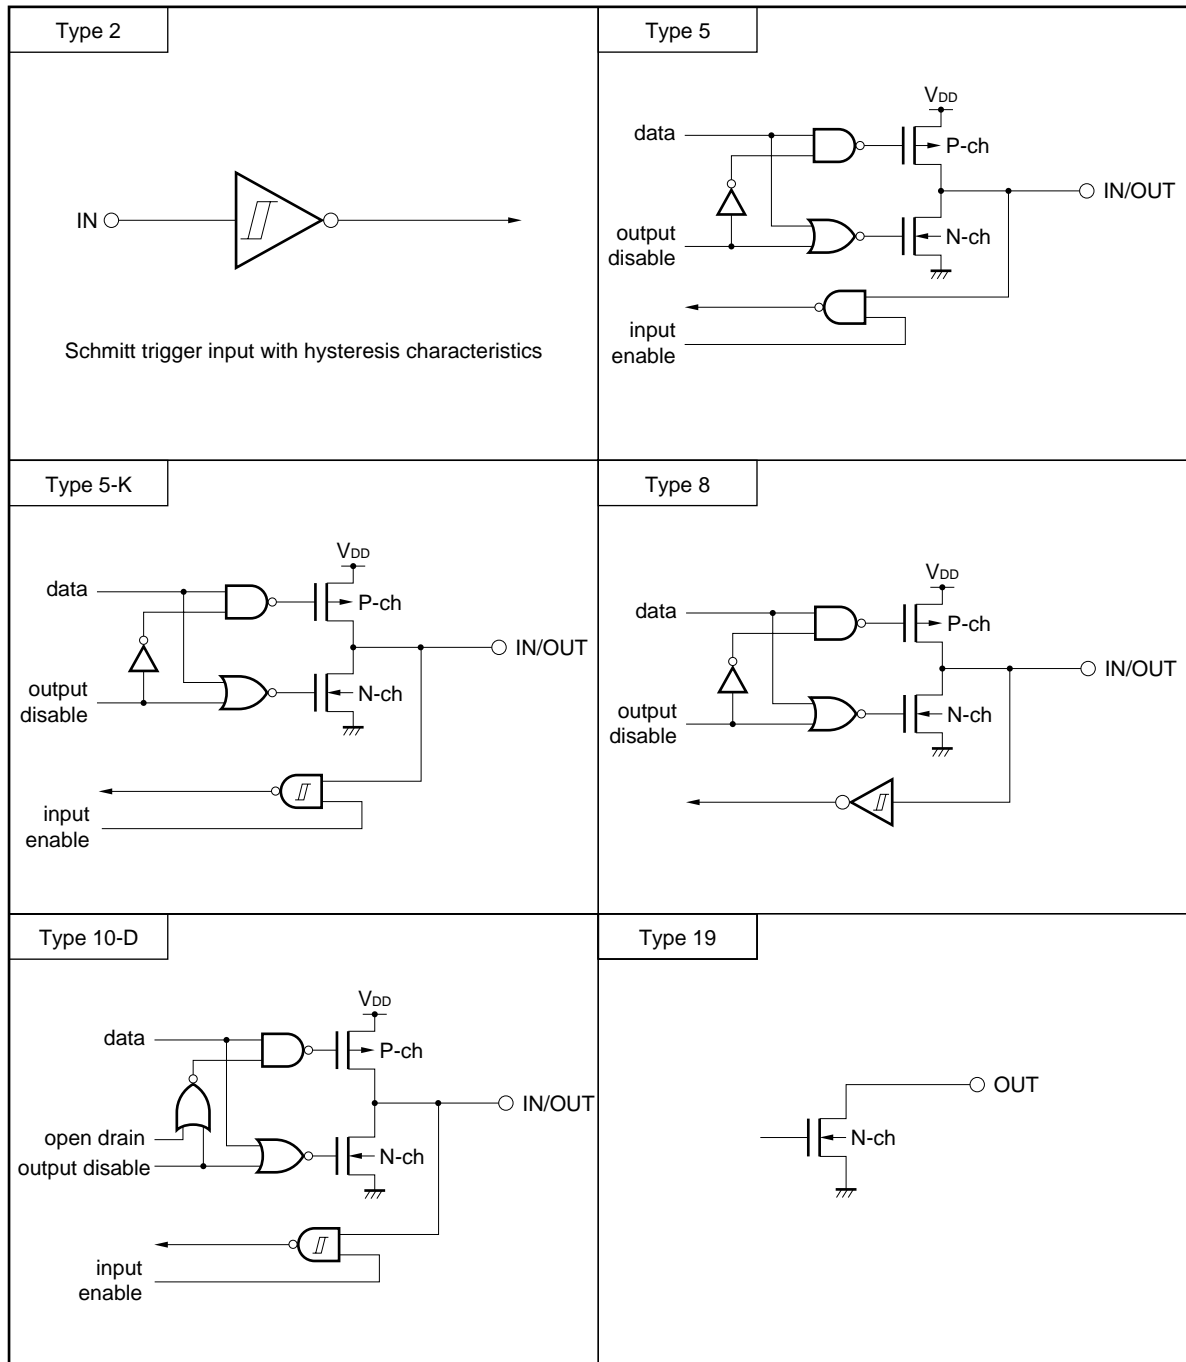 Type 2
IN
Schmitt trigger input with hysteresis characteristics
Type 5
VDD
data
P-ch
IN/OUT
output
disable
N-ch
input
enable
Type 5-K
VDD
data
P-ch
IN/OUT
output
disable
N-ch
input
enable
Type 8
VDD
data
P-ch
IN/OUT
output
disable
N-ch
Type 10-D
VDD
data
P-ch
IN/OUT
open drain
output disable
N-ch
input
enable
Type 19
OUT
N-ch